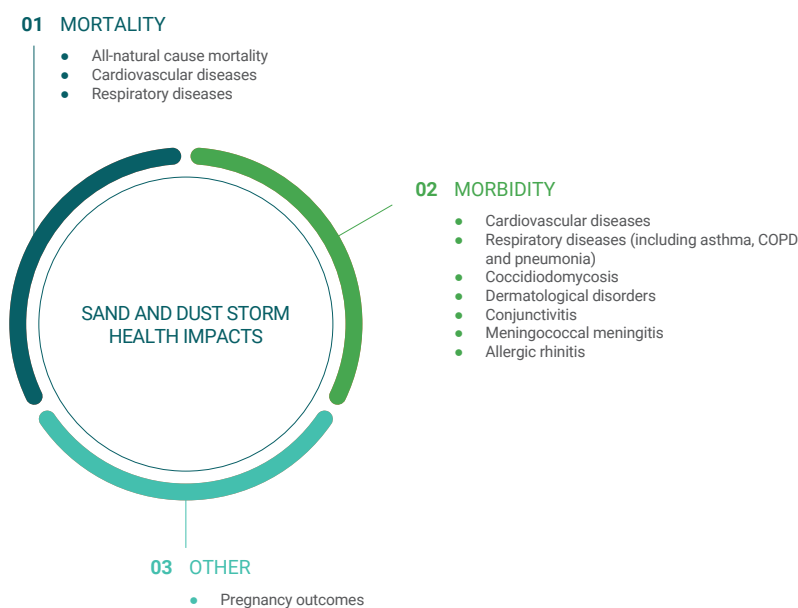 01 MORTALITY
● All-natural cause mortality
● Cardiovascular diseases
● Respiratory diseases
02 MORBIDITY
● Cardiovascular diseases
● Respiratory diseases (including asthma, COPD
and pneumonia)
● Coccidiodomycosis
● Dermatological disorders
● Conjunctivitis
● Meningococcal meningitis
● Allergic rhinitis
SAND AND DUST STORM
HEALTH IMPACTS
03 OTHER
● Pregnancy outcomes